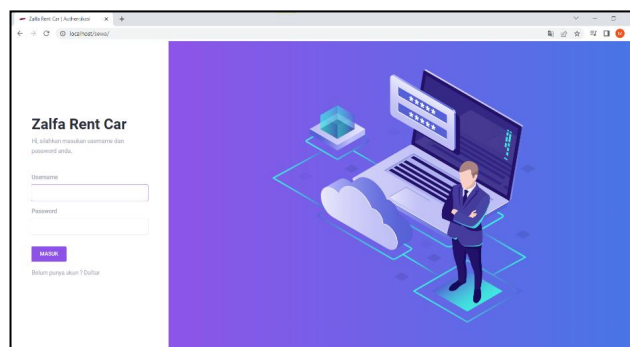 Zalfa Rent Car | Authentikasi
localhost/sewa/
Zalfa Rent Car
Hi, silahkan masukan username dan
password anda.
Username
Password
MASUK
Belum punya akun ? Daftar